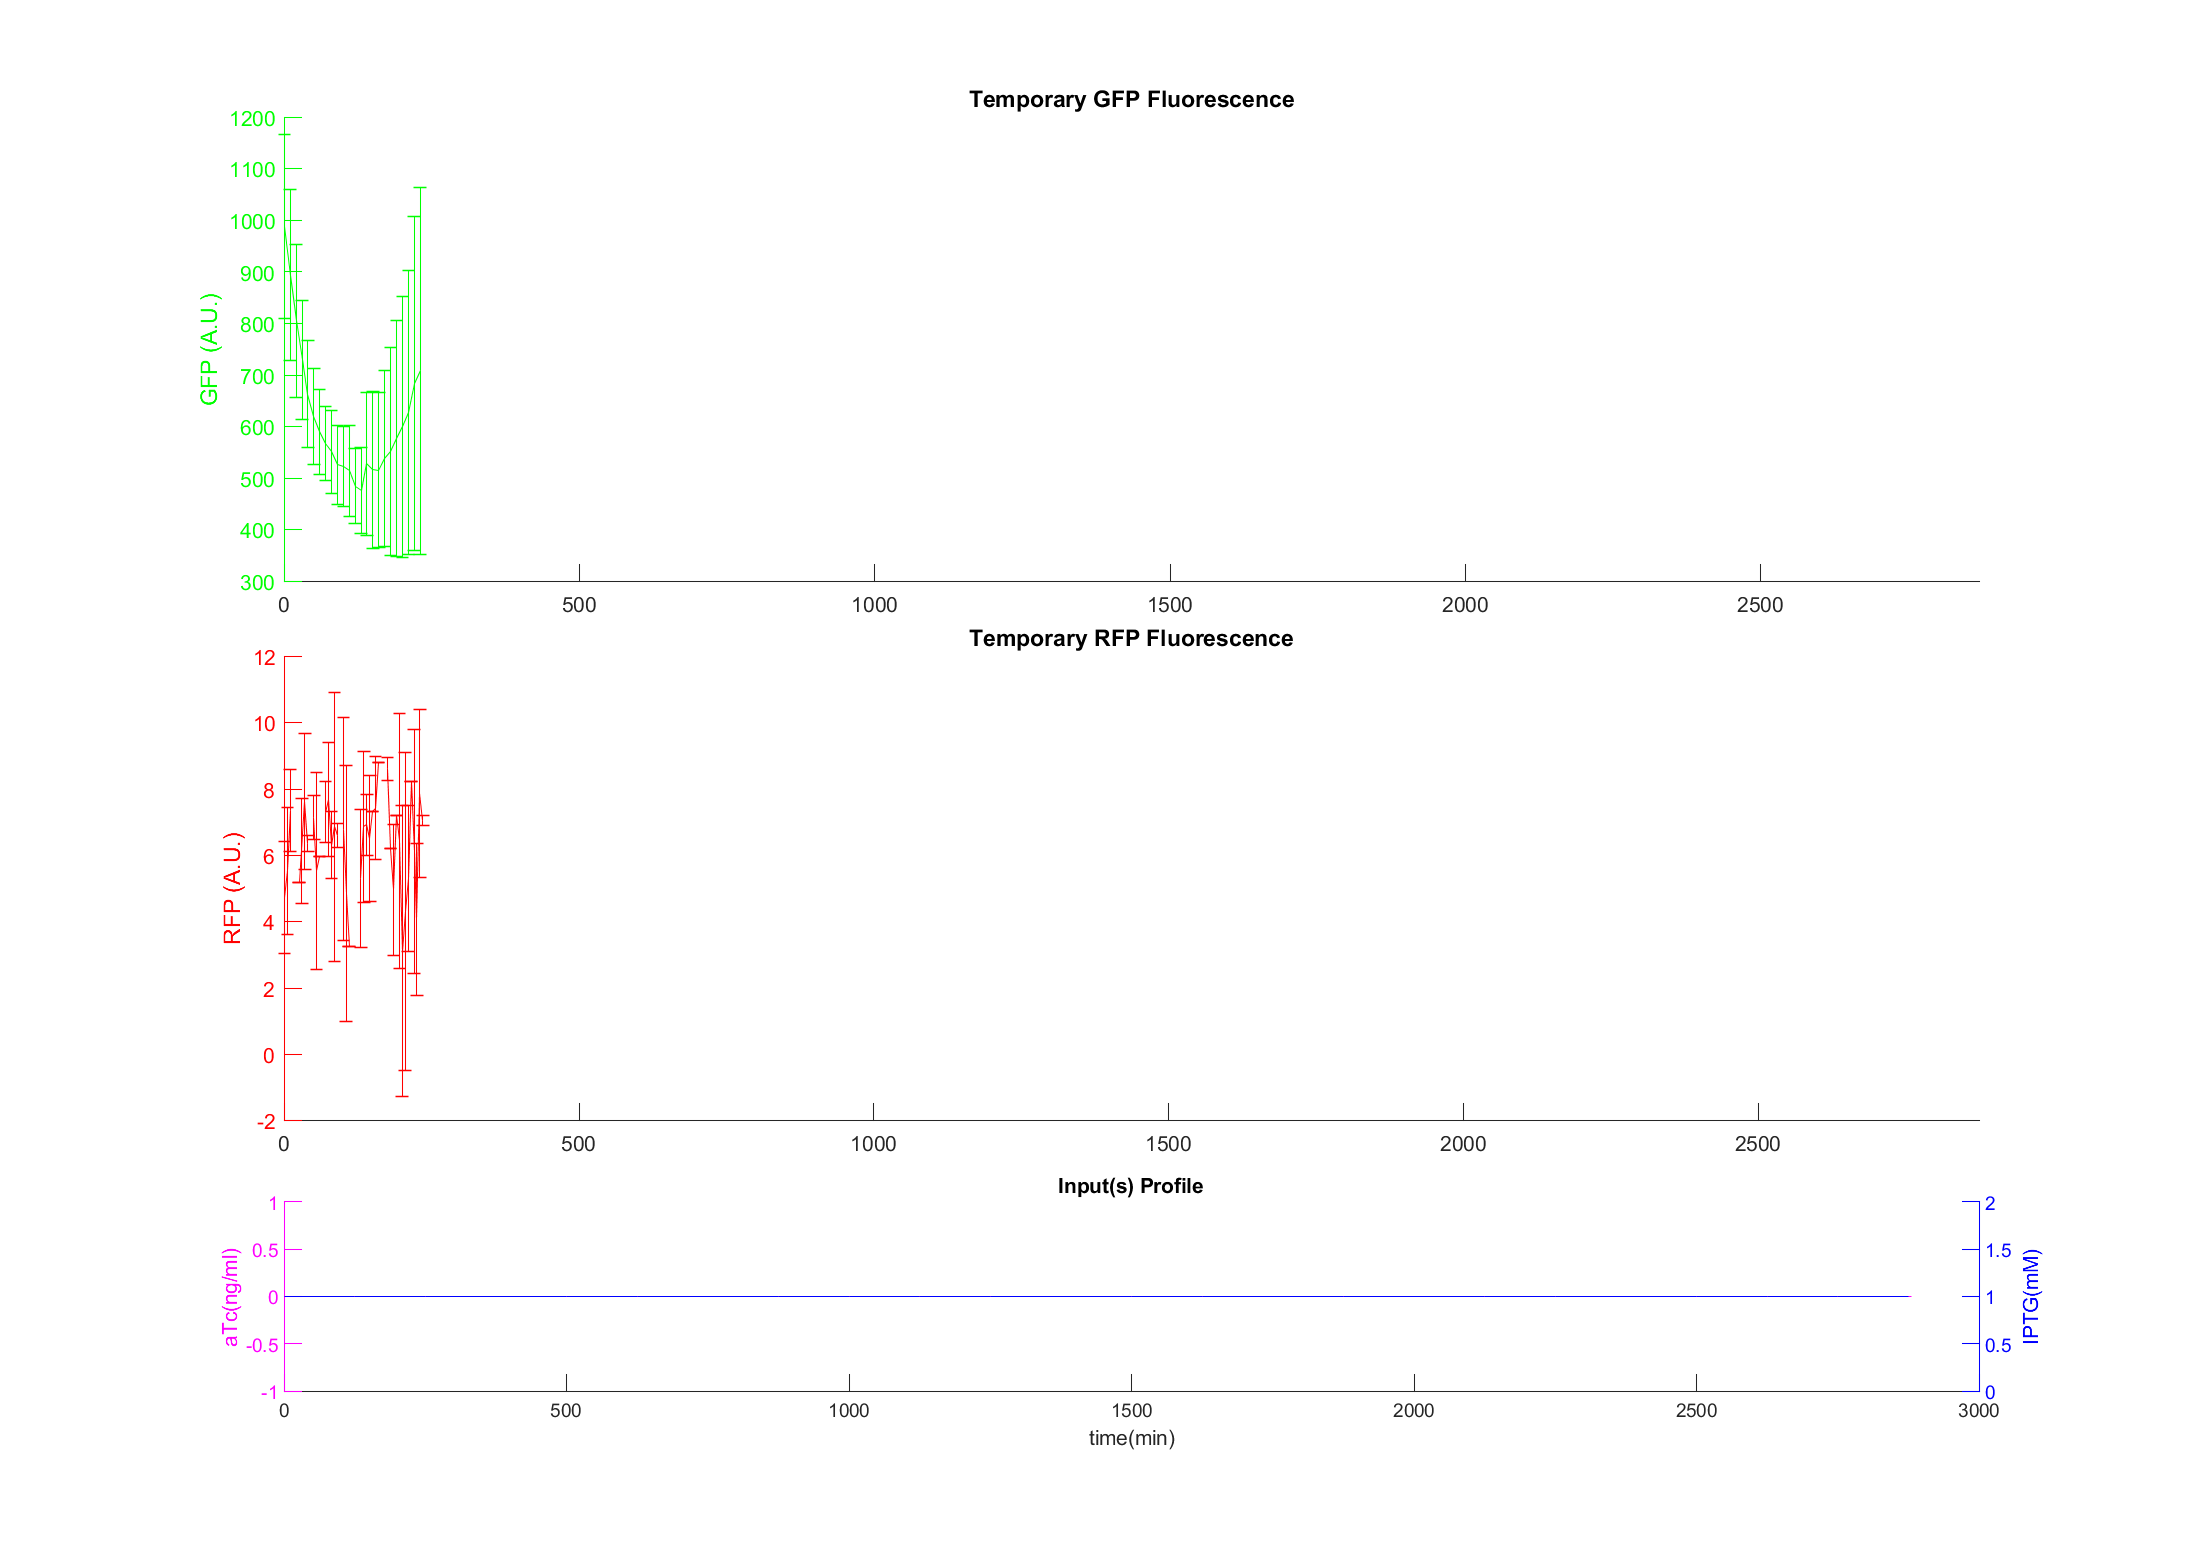 Temporary GFP Fluorescence
1200
1100
1000
900
800
700
600
500
400
300
GFP (A.U.)
0 500 1000 1500 2000 2500
Temporary RFP Fluorescence
12
10
8
6
4
2
0
-2
RFP (A.U.)
0 500 1000 1500 2000 2500
Input(s) Profile
1
0.5
0
-0.5
-1
aTc(ng/ml)
2
1.5
1
0.5
0
IPTG(mM)
0 500 1000 1500 2000 2500 3000
time(min)